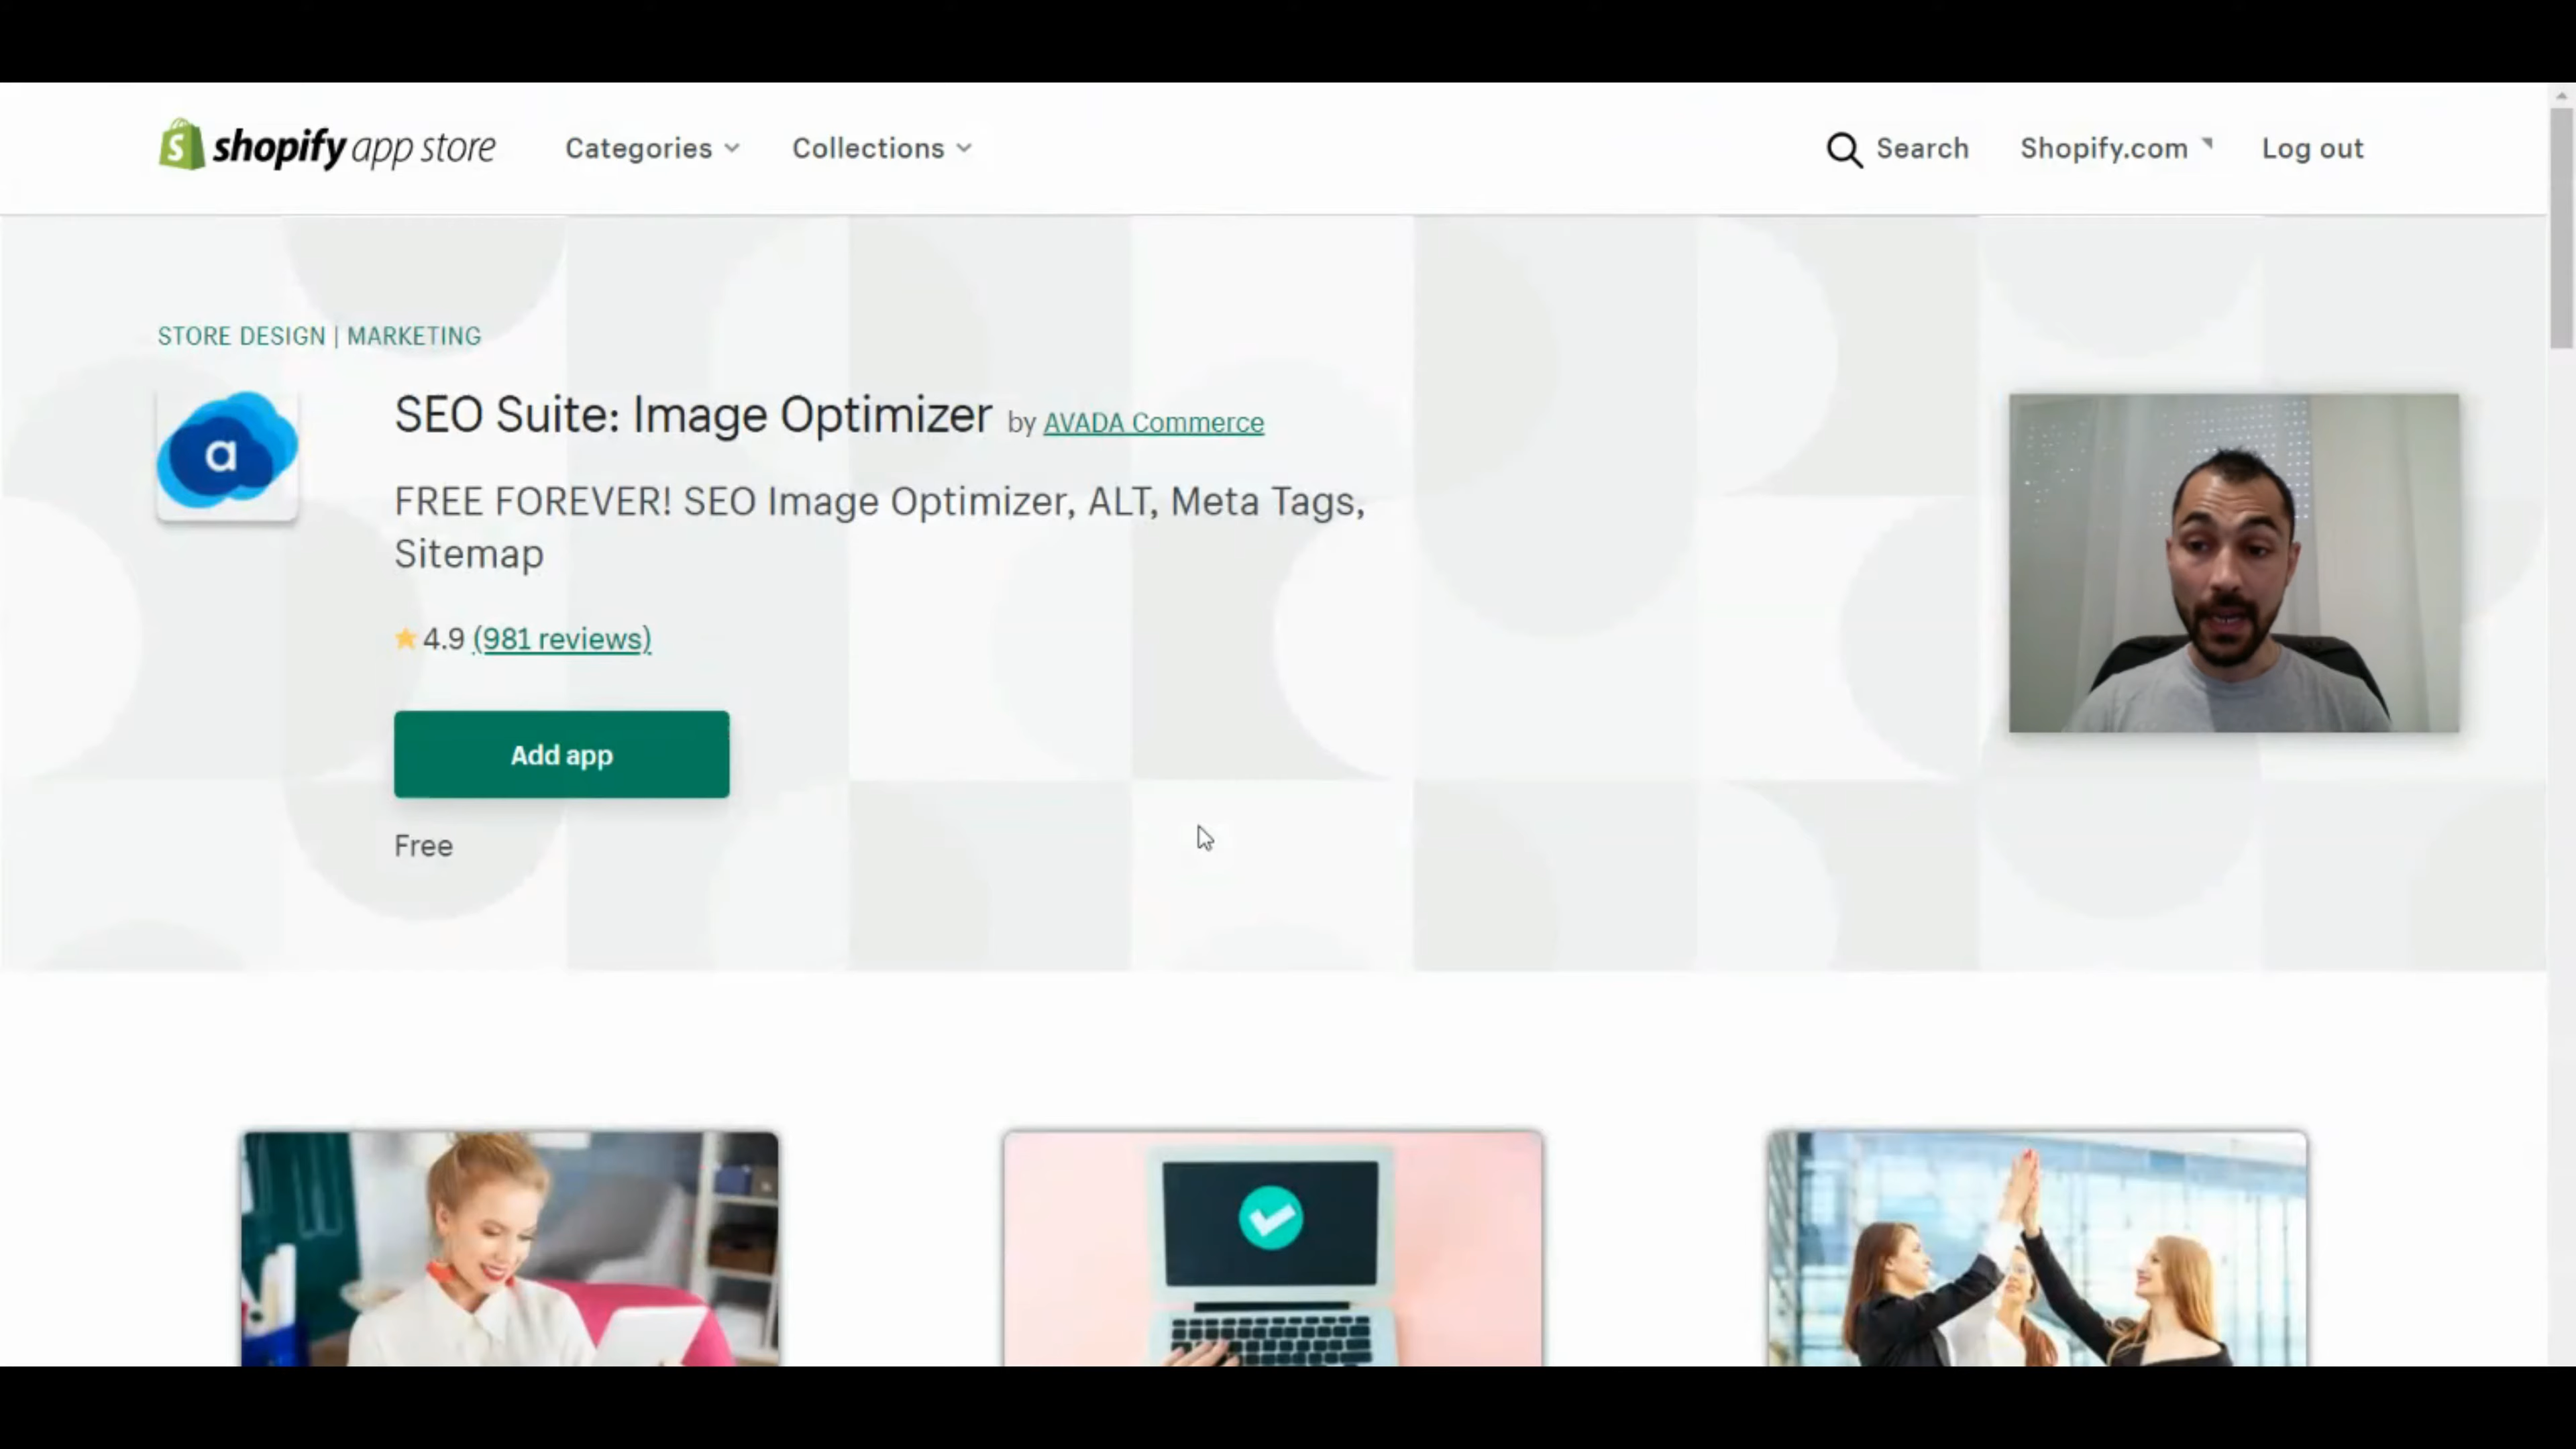 shopify app store
Categories
Collections
Search
Shopify.com
Log out
STORE DESIGN | MARKETING
a
SEO Suite: Image Optimizer by AVADA Commerce
FREE FOREVER! SEO Image Optimizer, ALT, Meta Tags,
Sitemap
4.9 (981 reviews)
Add app
Free